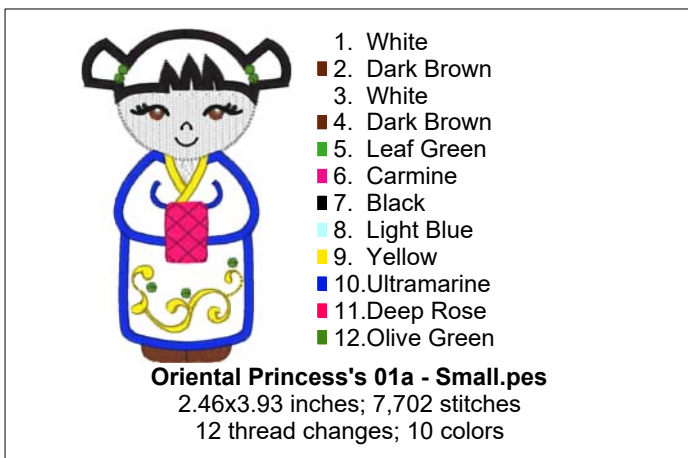 1. White
2. Dark Brown
3. White
4. Dark Brown
5. Leaf Green
6. Carmine
7. Black
8. Light Blue
9. Yellow
10.Ultramarine
11.Deep Rose
12.Olive Green
Oriental Princess's 01a - Small.pes
2.46x3.93 inches; 7,702 stitches
12 thread changes; 10 colors